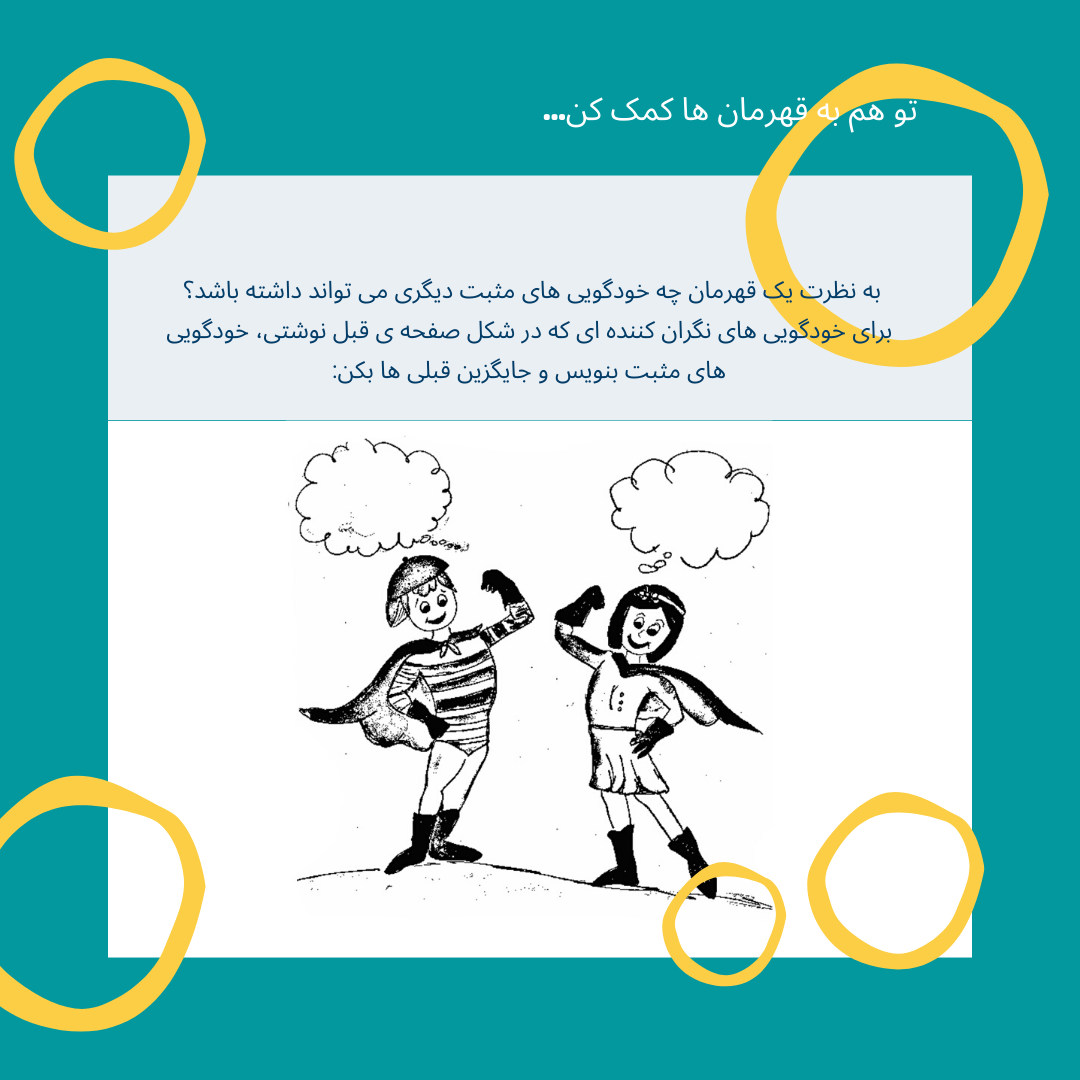 تو هم به قهرمان ها کمک کن...
به نظرت یک قهرمان چه خودگویی های مثبت دیگری می تواند داشته باشد؟
برای خودگویی های نگران کننده ای که در شکل صفحه ی قبل نوشتی، خودگویی
های مثبت بنویس و جایگزین قبلی ها بکن: